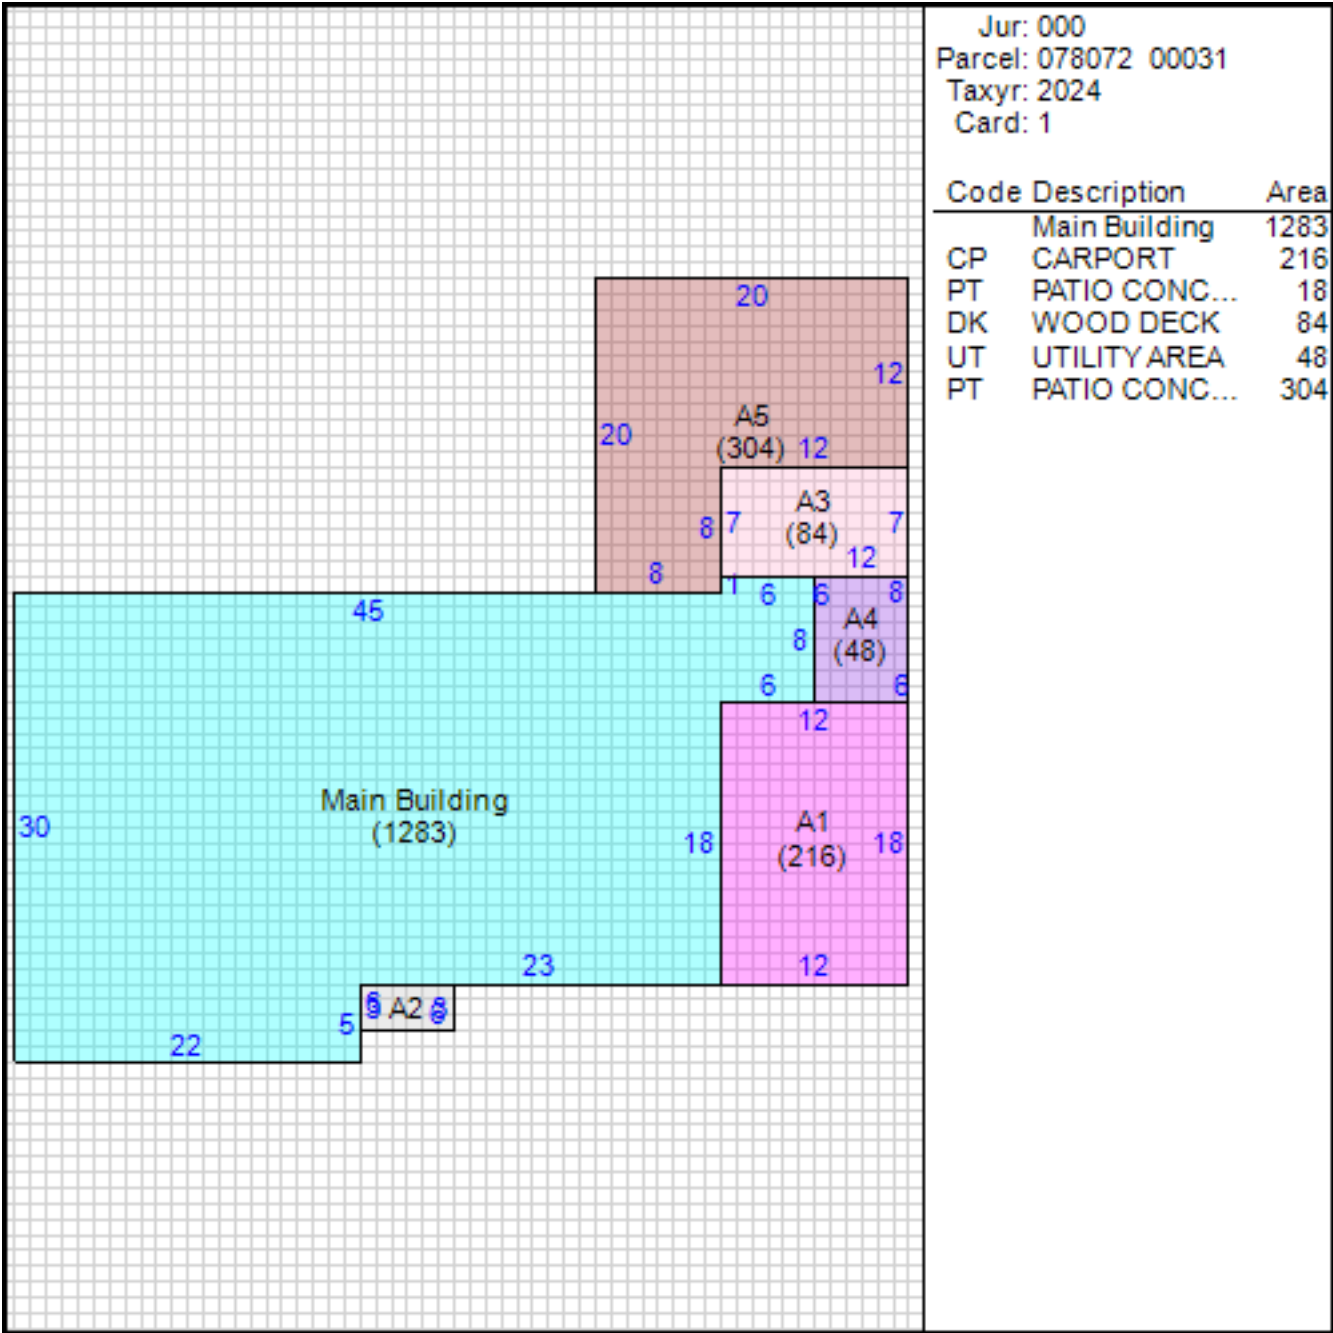 Jur: 000
Parcel: 078072 00031
Taxyr: 2024
Card: 1
Code Description Area
Main Building 1283
CP CARPORT 216
PT PATIO CONC... 18
DK WOOD DECK 84
UT UTILITY AREA 48
PT PATIO CONC... 304
20
12
A5
20
(304) 12
A3
8 7 (84) 7
12
8
1 6 6 8
45
A4
8 (48)
6 6
12
Main Building
30 (1283)
18 A1 18
(216)
23 12
A2
5
22